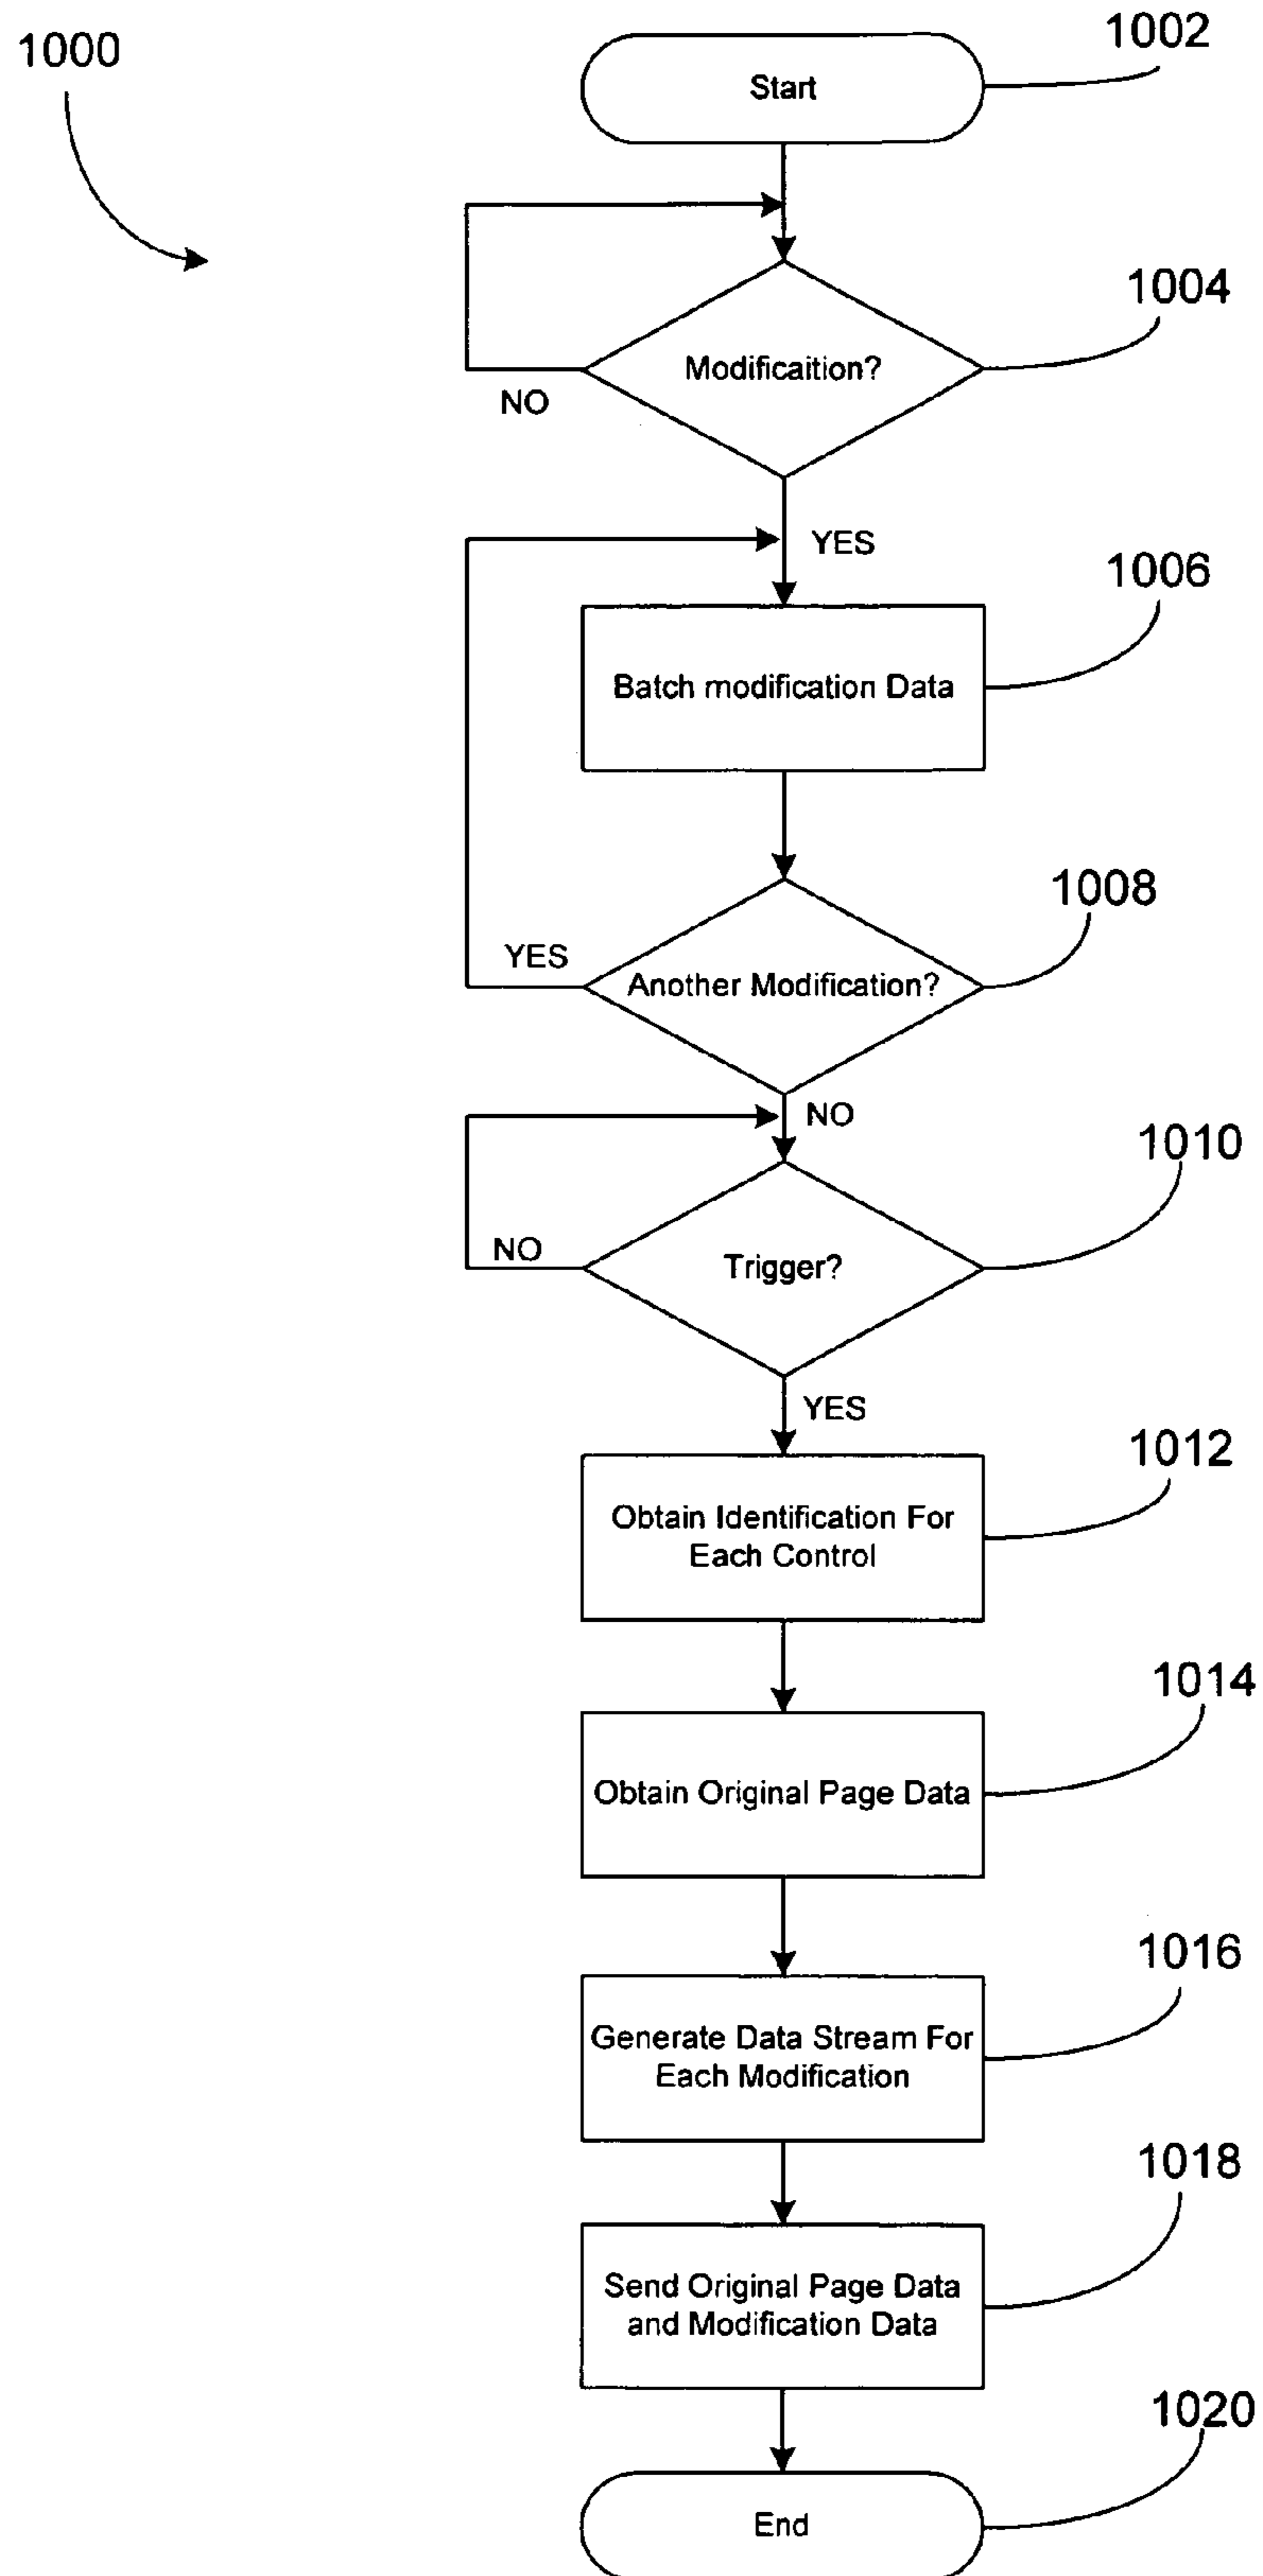 1000
1002
Start
1004
Modificaition?
NO
YES
1006
Batch modification Data
1008
YES
Another Modification?
NO
1010
NO
Trigger?
YES
1012
Obtain Identification For
Each Control
1014
Obtain Original Page Data
1016
Generate Data Stream For
Each Modification
1018
Send Original Page Data
and Modification Data
1020
End